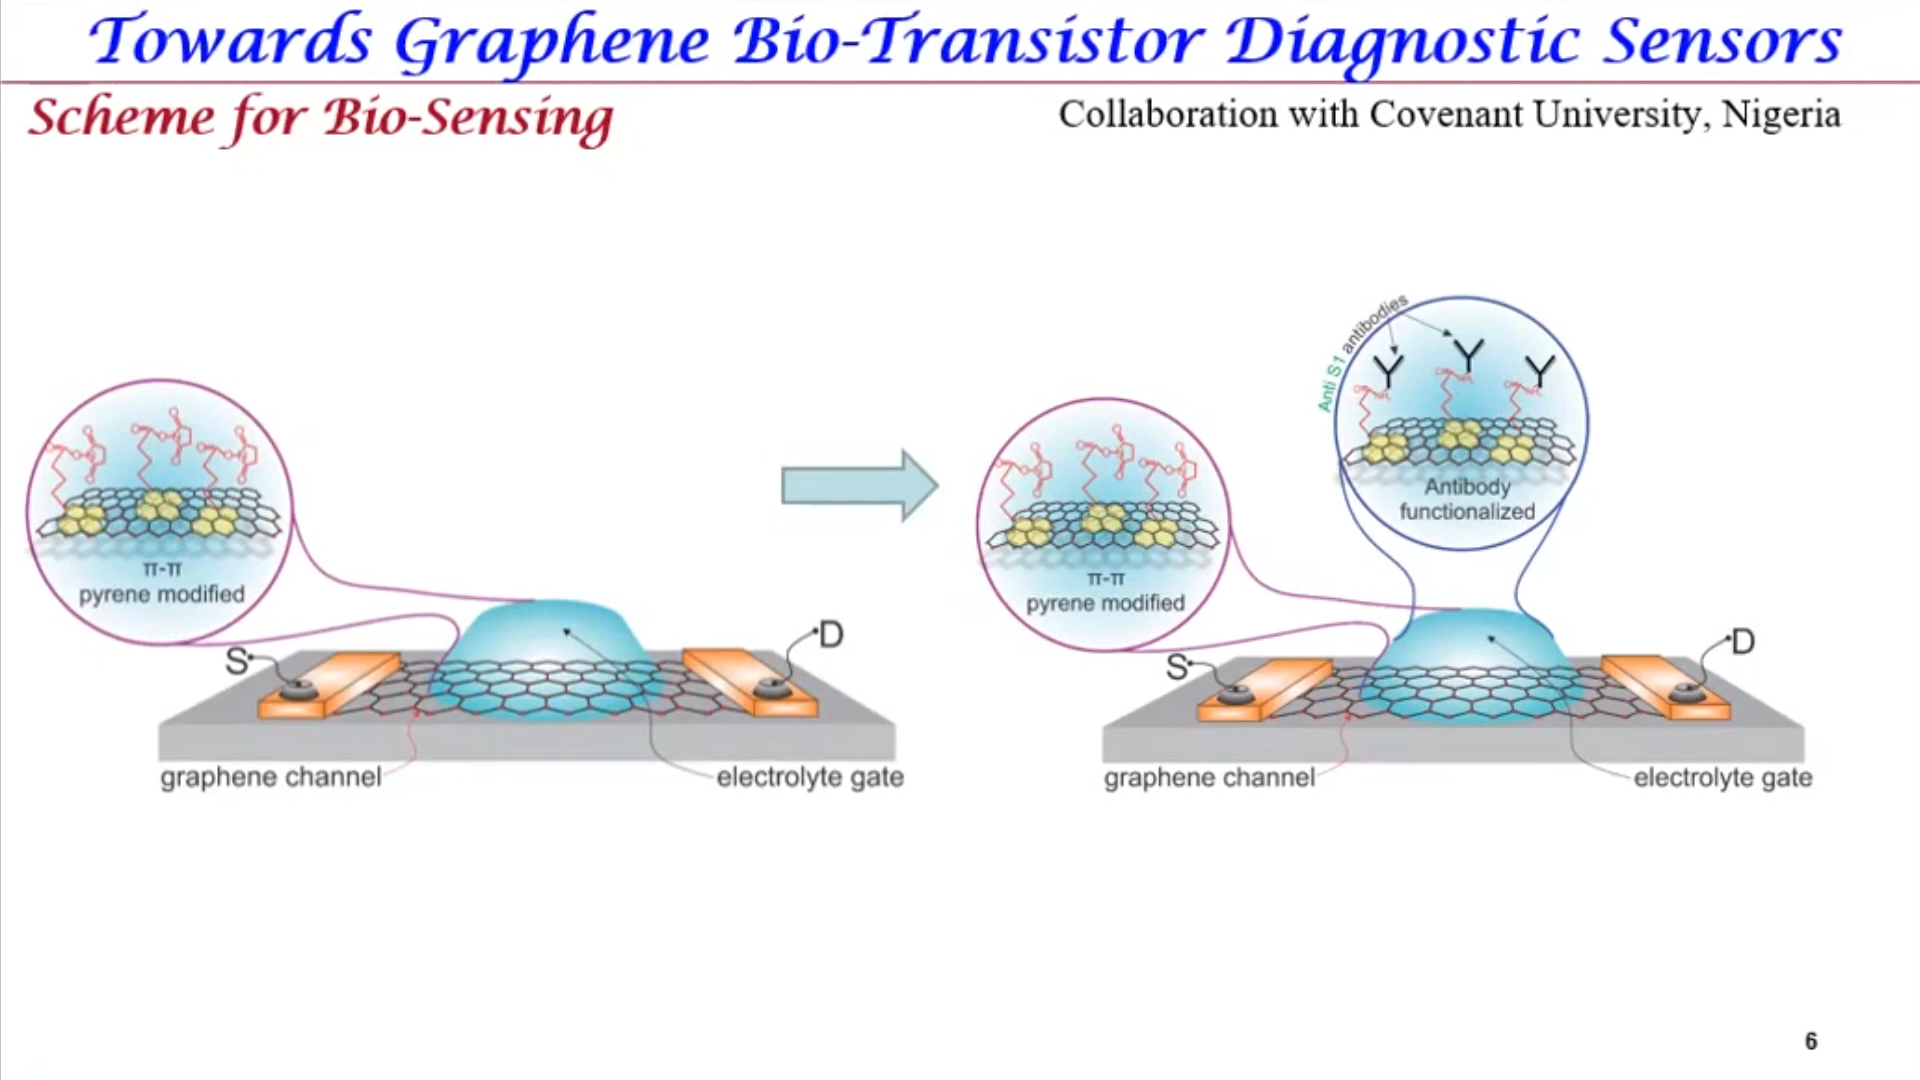 Towards Graphene Bio-Transistor Diagnostic Sensors
Scheme for Bio-Sensing
Collaboration with Covenant University, Nigeria
π-π
pyrene modified
S
D
graphene channel
electrolyte gate
Anti S1 antibodies
Antibody
functionalized
π-π
pyrene modified
S
D
graphene channel
electrolyte gate
6